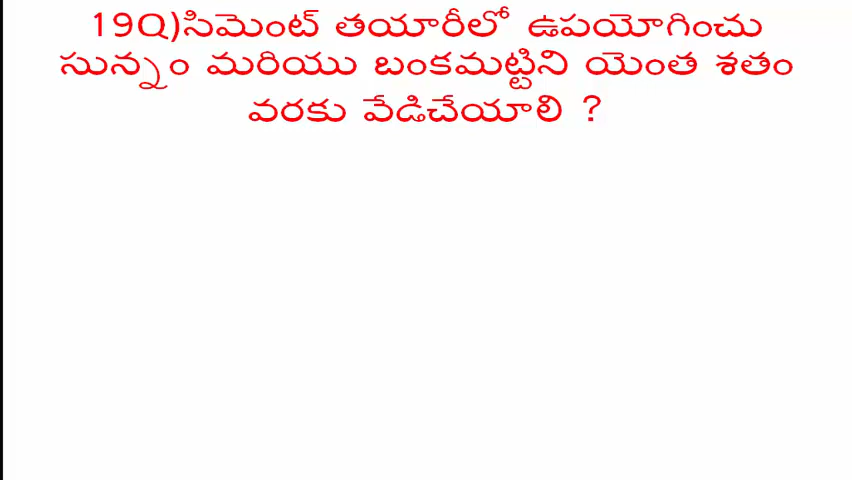 19Q)సిమెంట్ తయారీలో ఉపయోగించు
సున్నం మరియు బంకమట్టిని యెంత శతం
వరకు వేడిచేయాలి ?